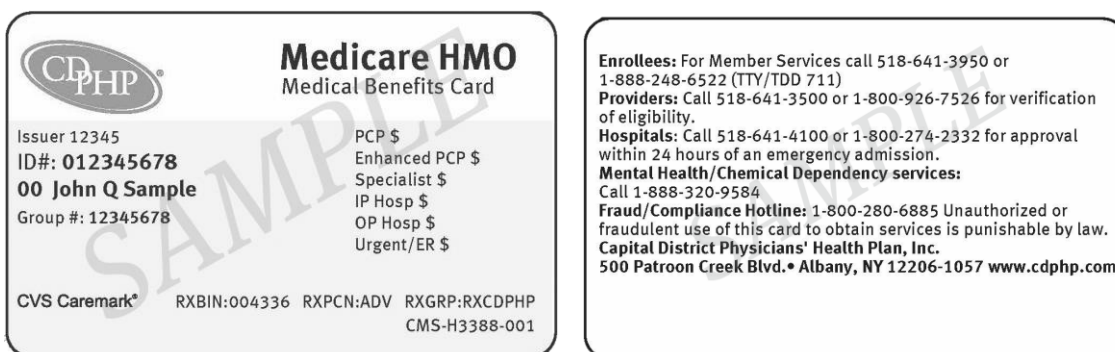 CDPHP®
Medicare HMO
Medical Benefits Card
Issuer 12345
ID#: 012345678
00 John Q Sample
Group #: 12345678
PCP $
Enhanced PCP $
Specialist $
IP Hosp $
OP Hosp $
Urgent/ER $
CVS Caremark® RXBIN:004336 RXPCN:ADV RXGRP:RXCDPHP
CMS-H3388-001
SAMPLE
Enrollees: For Member Services call 518-641-3950 or
1-888-248-6522 (TTY/TDD 711)
Providers: Call 518-641-3500 or 1-800-926-7526 for verification
of eligibility.
Hospitals: Call 518-641-4100 or 1-800-274-2332 for approval
within 24 hours of an emergency admission.
Mental Health/Chemical Dependency services:
Call 1-888-320-9584
Fraud/Compliance Hotline: 1-800-280-6885 Unauthorized or
fraudulent use of this card to obtain services is punishable by law.
Capital District Physicians' Health Plan, Inc.
500 Patroon Creek Blvd.• Albany, NY 12206-1057 www.cdphp.com
SAMPLE